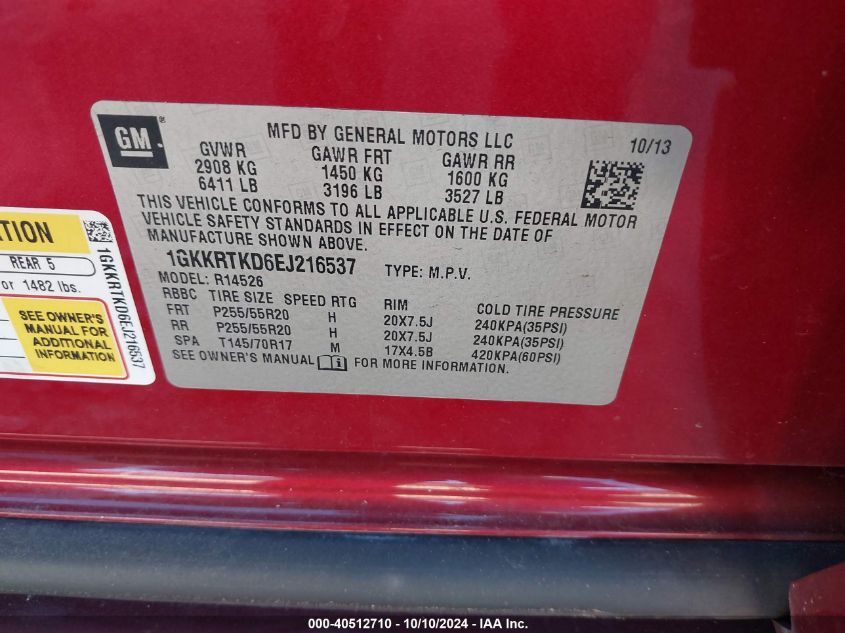 GM ®
MFD BY GENERAL MOTORS LLC 10/13
GVWR GAWR FRT GAWR RR
2908 KG 1450 KG 1600 KG
6411 LB 3196 LB 3527 LB
THIS VEHICLE CONFORMS TO ALL APPLICABLE U.S. FEDERAL MOTOR
VEHICLE SAFETY STANDARDS IN EFFECT ON THE DATE OF
MANUFACTURE SHOWN ABOVE.
1GKKRTKD6EJ216537 TYPE: M.P.V.
MODEL: R14526
RBBC TIRE SIZE SPEED RTG RIM COLD TIRE PRESSURE
FRT P255/55R20 H 20X7.5J 240KPA(35PSI)
RR P255/55R20 H 20X7.5J 240KPA(35PSI)
SPA T145/70R17 M 17X4.5B 420KPA(60PSI)
SEE OWNER'S MANUAL FOR MORE INFORMATION.
REAR 5
or 1482 lbs.
SEE OWNER'S
MANUAL FOR
ADDITIONAL
INFORMATION
1GKKRTKD6EJ216537
000-40512710 - 10/10/2024 - IAA Inc.